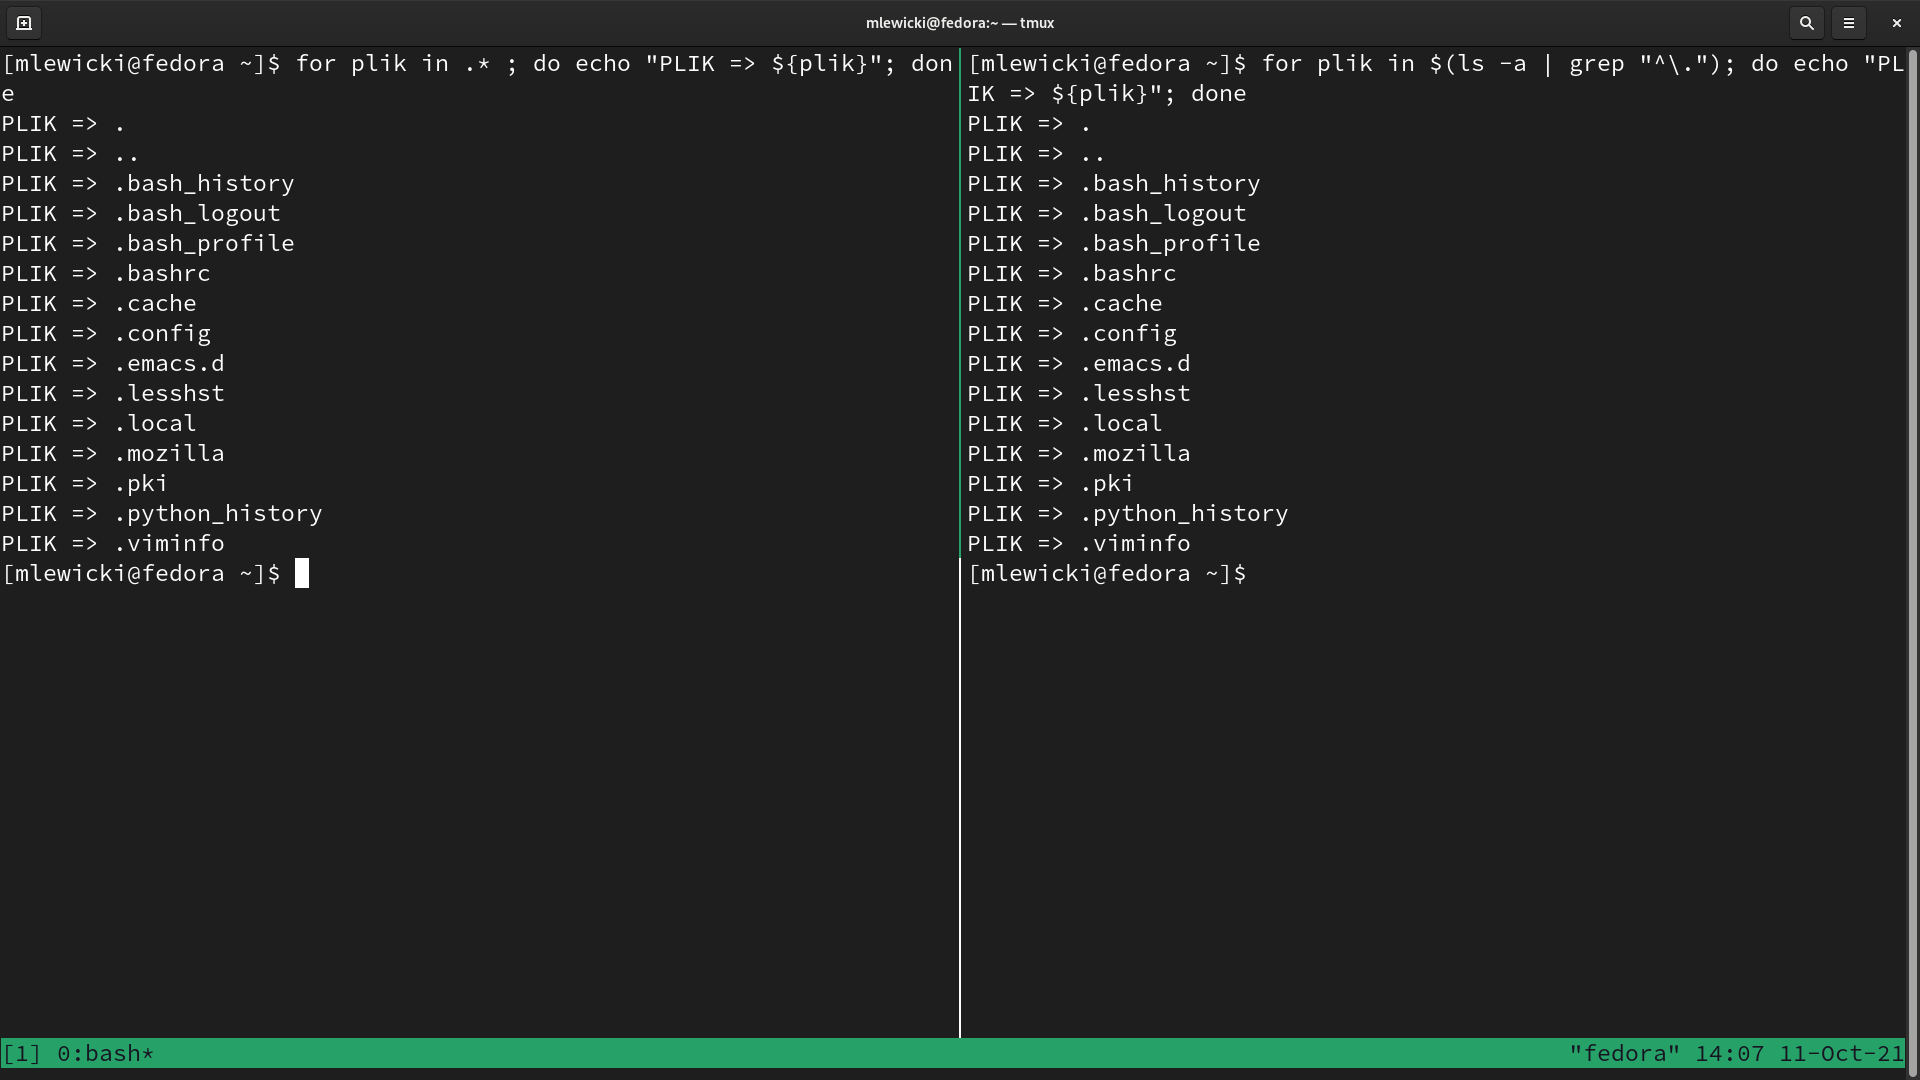 mlewicki@fedora:~ — tmux
[mlewicki@fedora ~]$ for plik in .* ; do echo "PLIK => ${plik}"; don
e
PLIK => .
PLIK => ..
PLIK => .bash_history
PLIK => .bash_logout
PLIK => .bash_profile
PLIK => .bashrc
PLIK => .cache
PLIK => .config
PLIK => .emacs.d
PLIK => .lesshst
PLIK => .local
PLIK => .mozilla
PLIK => .pki
PLIK => .python_history
PLIK => .viminfo
[mlewicki@fedora ~]$
[mlewicki@fedora ~]$ for plik in $(ls -a | grep "^\."); do echo "PL
IK => ${plik}"; done
PLIK => .
PLIK => ..
PLIK => .bash_history
PLIK => .bash_logout
PLIK => .bash_profile
PLIK => .bashrc
PLIK => .cache
PLIK => .config
PLIK => .emacs.d
PLIK => .lesshst
PLIK => .local
PLIK => .mozilla
PLIK => .pki
PLIK => .python_history
PLIK => .viminfo
[mlewicki@fedora ~]$
[1] 0:bash* "fedora" 14:07 11-Oct-21